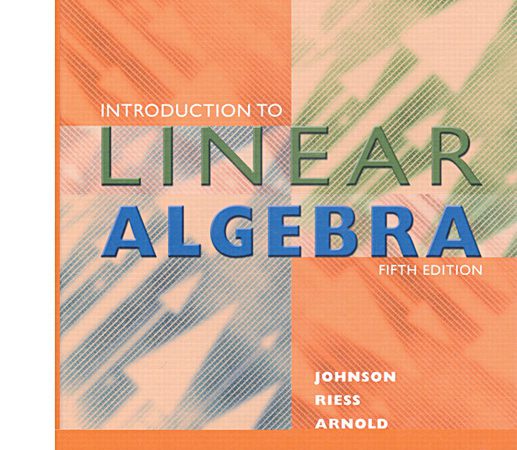 INTRODUCTION TO
LINEAR
ALGEBRA
FIFTH EDITION
JOHNSON
RIESS
ARNOLD